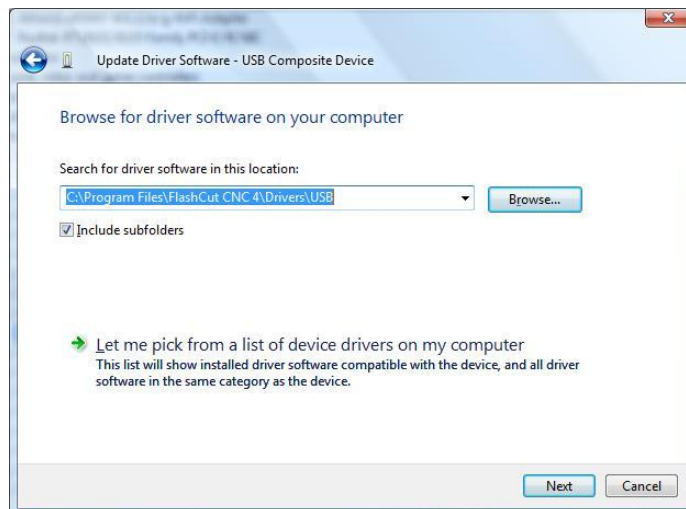 Update Driver Software - USB Composite Device
Browse for driver software on your computer
Search for driver software in this location:
C:\Program Files\FlashCut CNC 4\Drivers\USB
Browse...
Include subfolders
Let me pick from a list of device drivers on my computer
This list will show installed driver software compatible with the device, and all driver
software in the same category as the device.
Next
Cancel